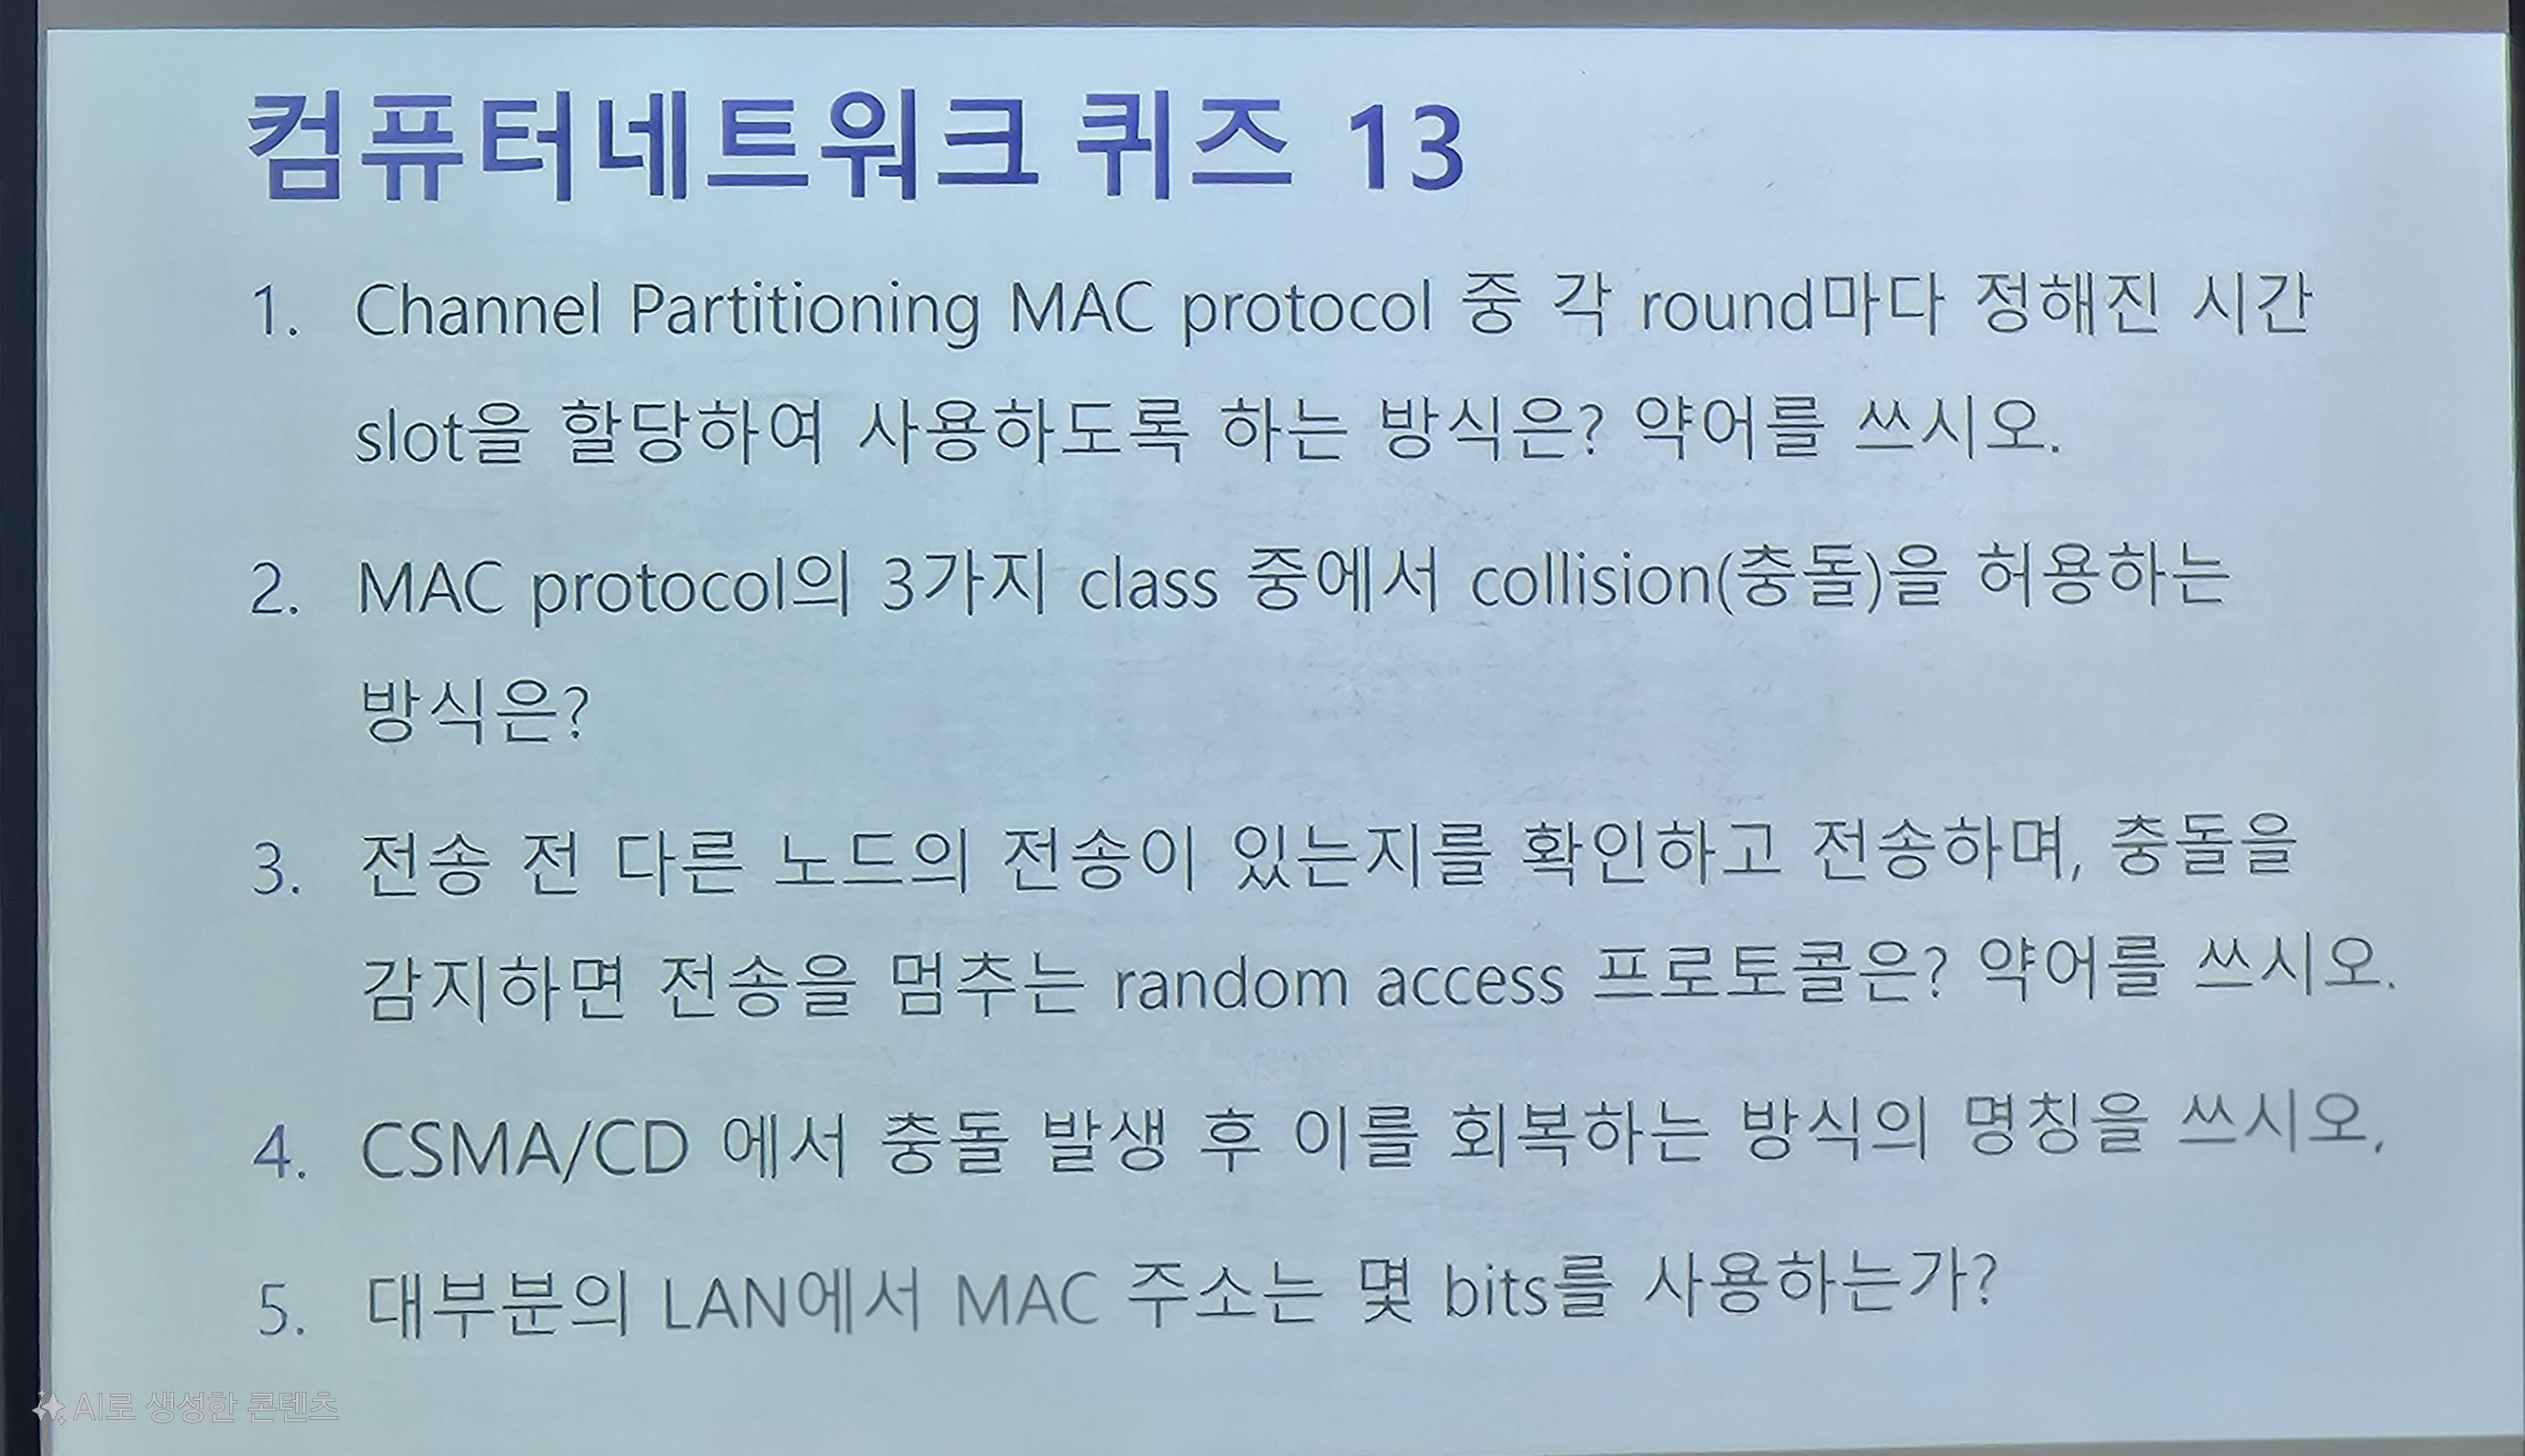 컴퓨터네트워크 퀴즈 13
1. Channel Partitioning MAC protocol 중 각 round마다 정해진 시간
slot을 할당하여 사용하도록 하는 방식은? 약어를 쓰시오.
2. MAC protocol의 3가지 class 중에서 collision(충돌)을 허용하는
방식은?
3. 전송 전 다른 노드의 전송이 있는지를 확인하고 전송하며, 충돌을
감지하면 전송을 멈추는 random access 프로토콜은? 약어를 쓰시오.
4. CSMA/CD 에서 충돌 발생 후 이를 회복하는 방식의 명칭을 쓰시오,
5. 대부분의 LAN에서 MAC 주소는 몇 bits를 사용하는가?
AI로 생성한 콘텐츠